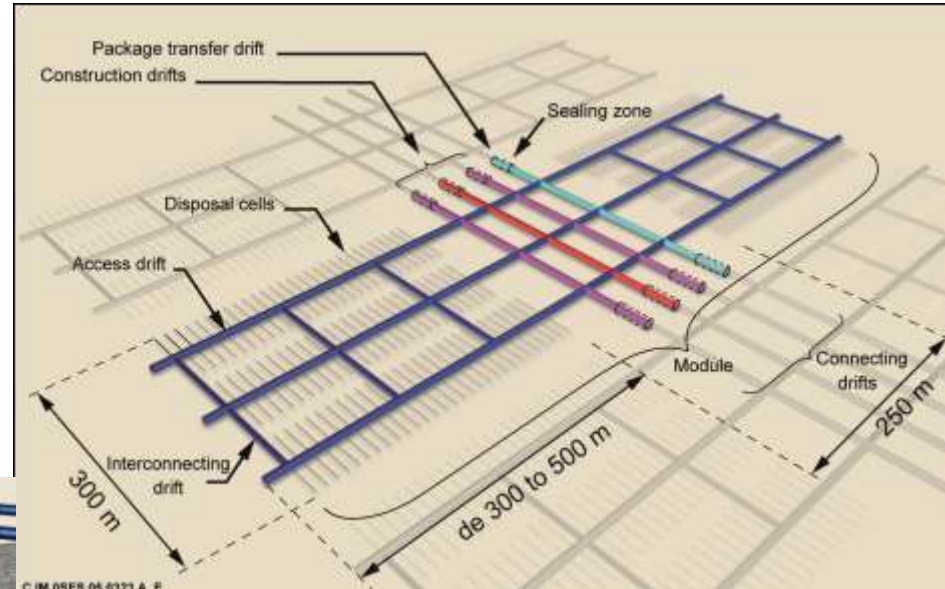 Package transfer drift
Construction drifts
Sealing zone
Disposal cells
Access drift
Module
Connecting
drifts
Interconnecting
drift
300 m
de 300 to 500 m
250 m